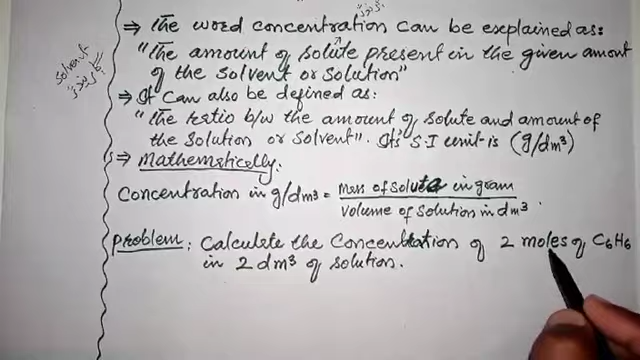 ⇒ The word concentration can be explained as:
"The amount of solute present in the given amont
of the solvent or solution"
⇒ It can also be defined as:
"The ratio b/w the amount of solute and amount of
the solution or solvent". Its S.I unit is (g/dm³)
⇒ Mathematically:
Concentration in g/dm³ = Mass of solute in gram
Volume of solution in dm³.
Problem: Calculate the Concentration of 2 moles of C₆H₆
in 2 dm³ of solution.
solvent